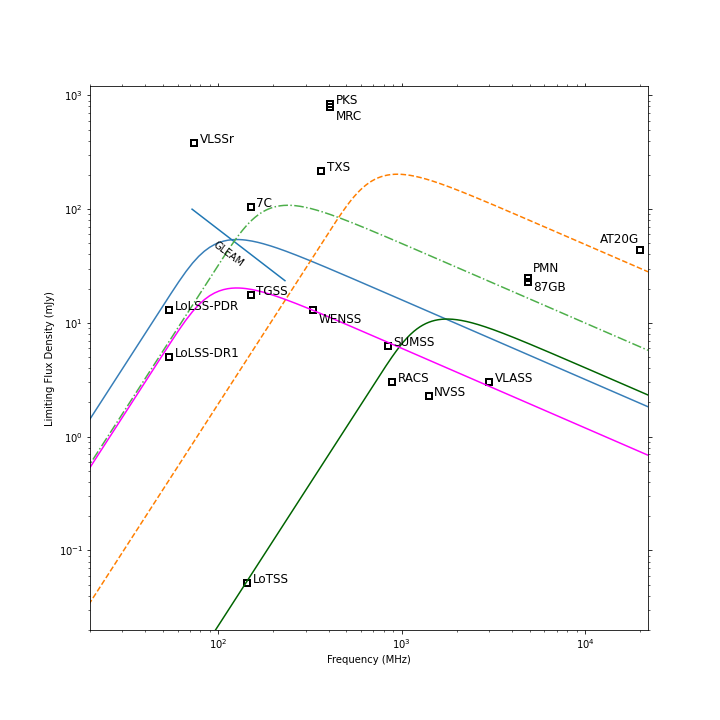 10³
PKS
MRC
VLSSr
TXS
7C
10²
AT20G
GLEAM
PMN
87GB
TGSS
LoLSS-PDR
WENSS
10¹
SUMSS
LoLSS-DR1
RACS
VLASS
NVSS
10⁰
10⁻¹
LoTSS
10²
10³
10⁴
Frequency (MHz)
Limiting Flux Density (mJy)